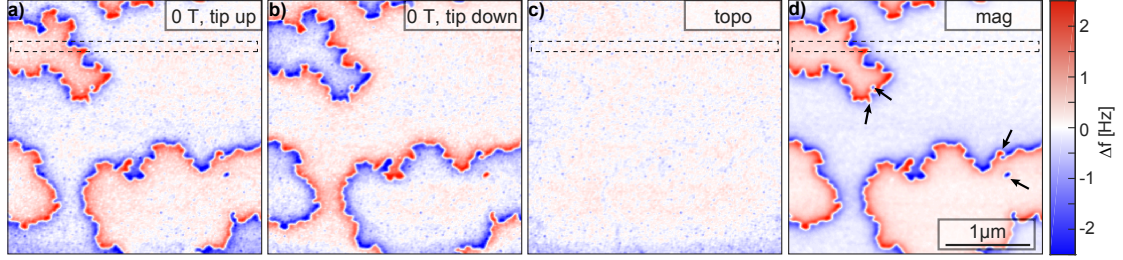 a) 0 T, tip up
b) 0 T, tip down
c) topo
d) mag
1µm
2
1
0
-1
-2
Δf [Hz]